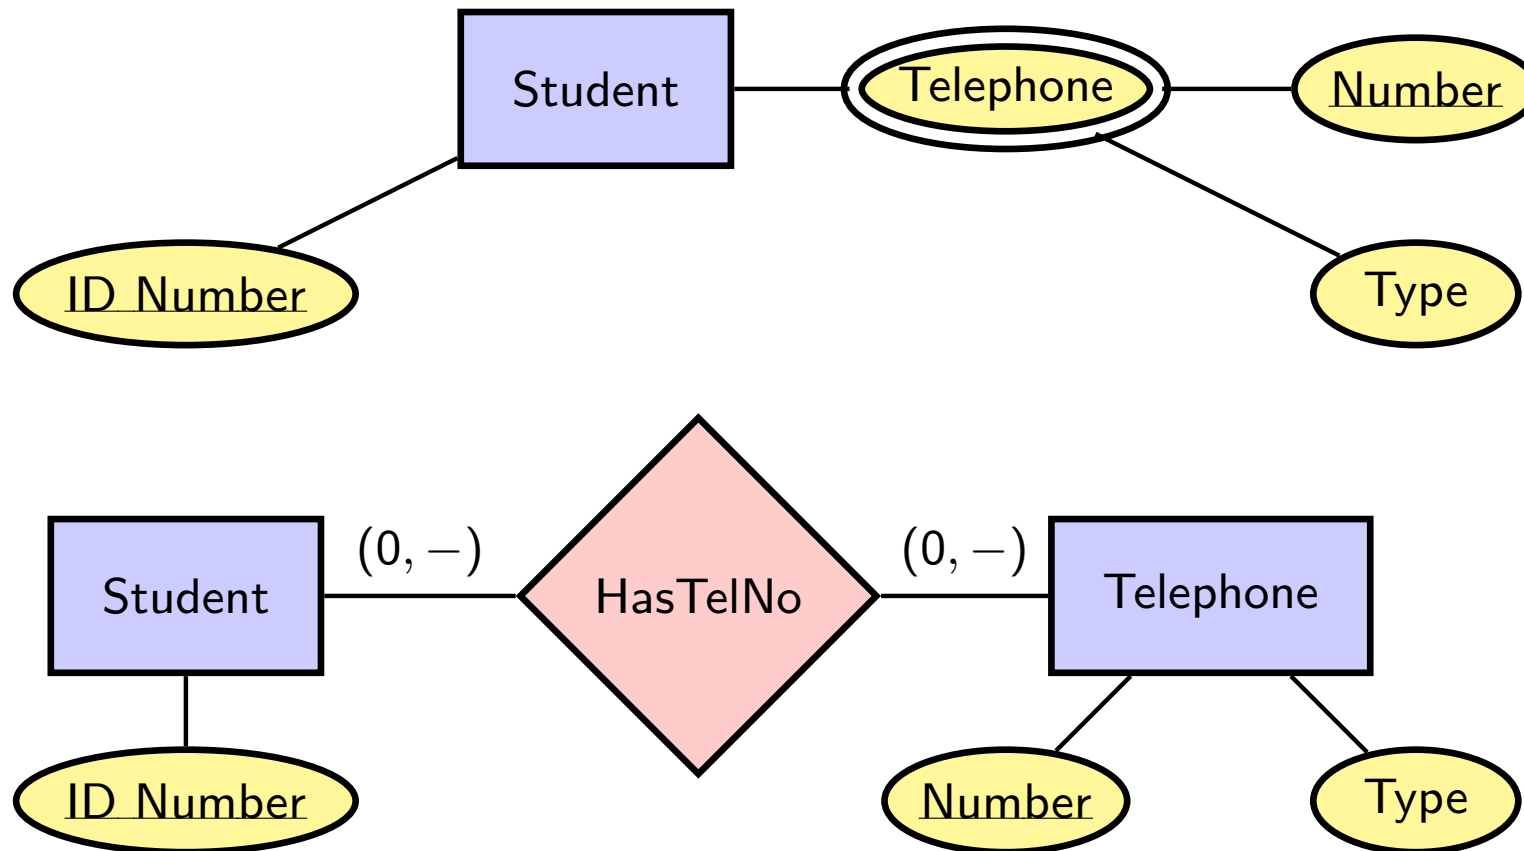 Student
Telephone
Number
ID Number
Type
Student
(0, −)
HasTelNo
(0, −)
Telephone
ID Number
Number
Type